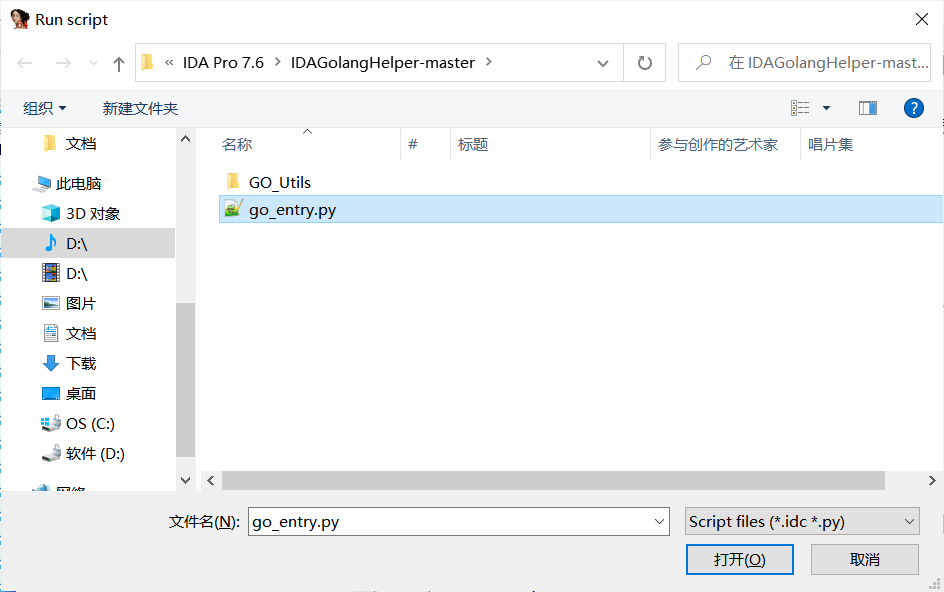 Run script
« IDA Pro 7.6 > IDAGolangHelper-master >
在 IDAGolangHelper-mast...
组织 新建文件夹
文档
此电脑
3D 对象
D:\
D:\
图片
文档
下载
桌面
OS (C:)
软件 (D:)
网络
名称 # 标题 参与创作的艺术家 唱片集
GO_Utils
go_entry.py
文件名(N): go_entry.py Script files (*.idc *.py)
打开(O) 取消